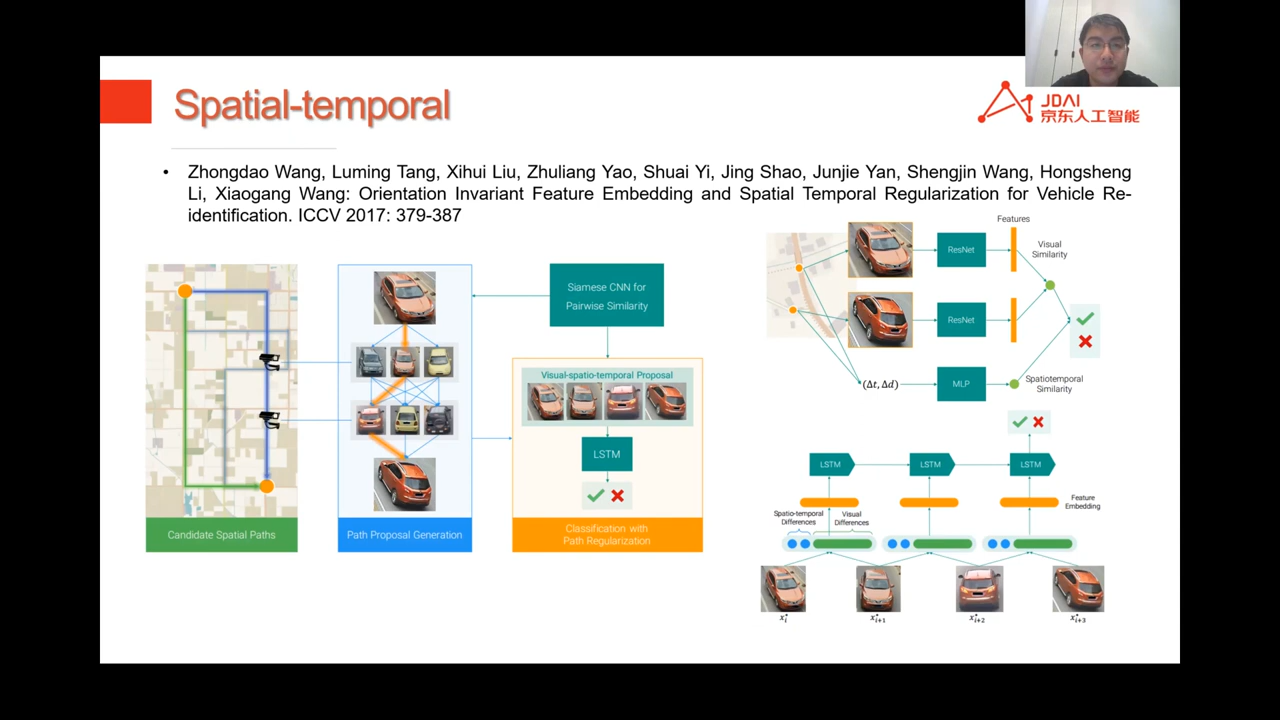 Spatial-temporal
JDAI
京东人工智能
• Zhongdao Wang, Luming Tang, Xihui Liu, Zhuliang Yao, Shuai Yi, Jing Shao, Junjie Yan, Shengjin Wang, Hongsheng
Li, Xiaogang Wang: Orientation Invariant Feature Embedding and Spatial Temporal Regularization for Vehicle Re-
identification. ICCV 2017: 379-387
Candidate Spatial Paths
Path Proposal Generation
Siamese CNN for
Pairwise Similarity
Visual-spatio-temporal Proposal
LSTM
Classification with
Path Regularization
Features
ResNet
Visual
Similarity
ResNet
(Δt, Δd)
MLP
Spatiotemporal
Similarity
LSTM
LSTM
LSTM
Feature
Embedding
Spatio-temporal
Differences
Visual
Differences
x*i
x*i+1
x*i+2
x*i+3